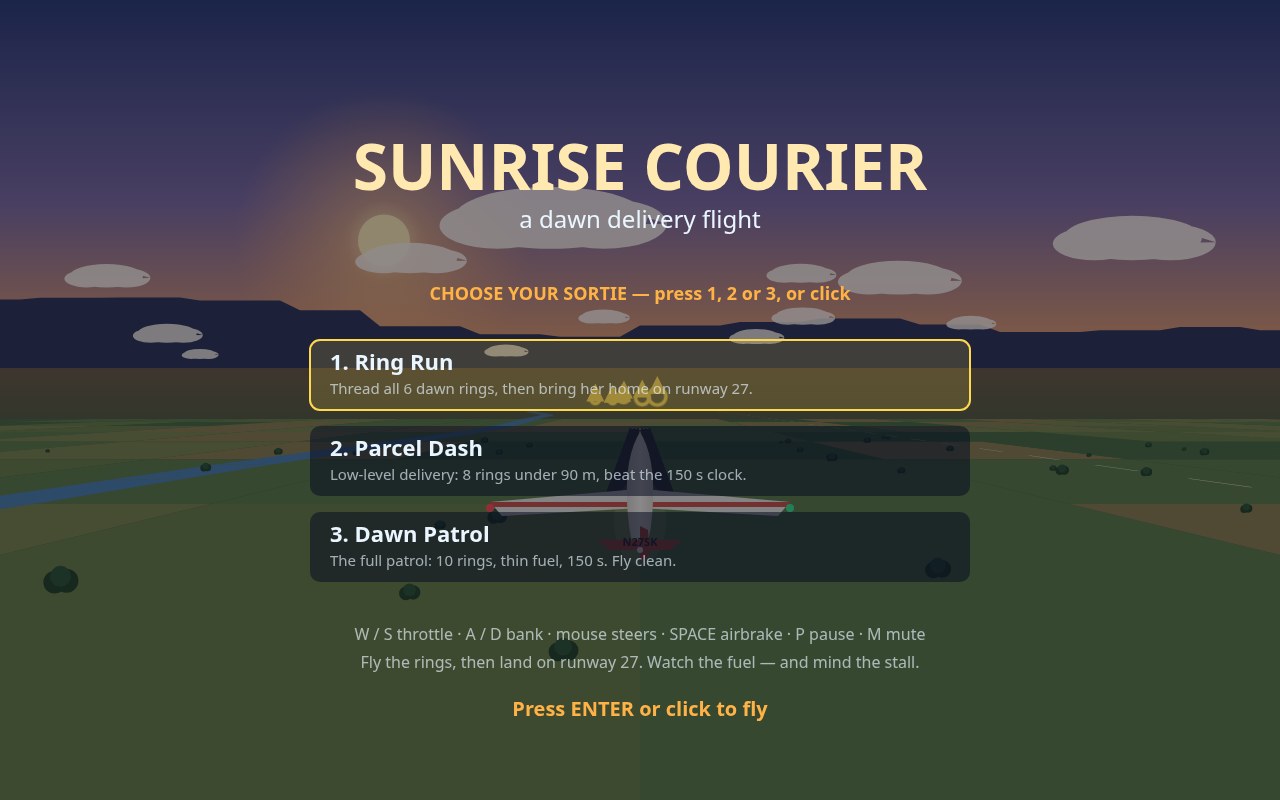 SUNRISE COURIER
a dawn delivery flight
CHOOSE YOUR SORTIE — press 1, 2 or 3, or click
1. Ring Run
Thread all 6 dawn rings, then bring her home on runway 27.
2. Parcel Dash
Low-level delivery: 8 rings under 90 m, beat the 150 s clock.
3. Dawn Patrol
N27SK
The full patrol: 10 rings, thin fuel, 150 s. Fly clean.
W / S throttle · A / D bank · mouse steers · SPACE airbrake · P pause · M mute
Fly the rings, then land on runway 27. Watch the fuel — and mind the stall.
Press ENTER or click to fly